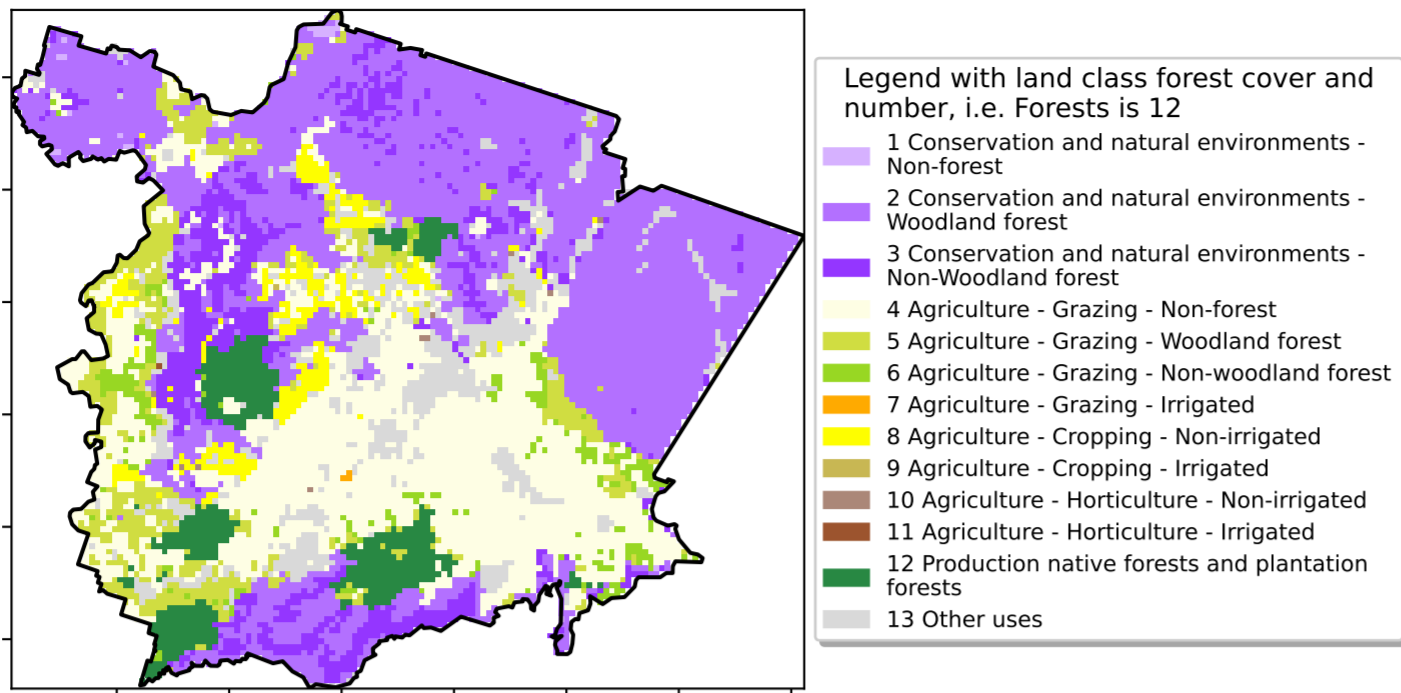 Legend with land class forest cover and
number, i.e. Forests is 12
1 Conservation and natural environments -
Non-forest
2 Conservation and natural environments -
Woodland forest
3 Conservation and natural environments -
Non-Woodland forest
4 Agriculture - Grazing - Non-forest
5 Agriculture - Grazing - Woodland forest
6 Agriculture - Grazing - Non-woodland forest
7 Agriculture - Grazing - Irrigated
8 Agriculture - Cropping - Non-irrigated
9 Agriculture - Cropping - Irrigated
10 Agriculture - Horticulture - Non-irrigated
11 Agriculture - Horticulture - Irrigated
12 Production native forests and plantation
forests
13 Other uses